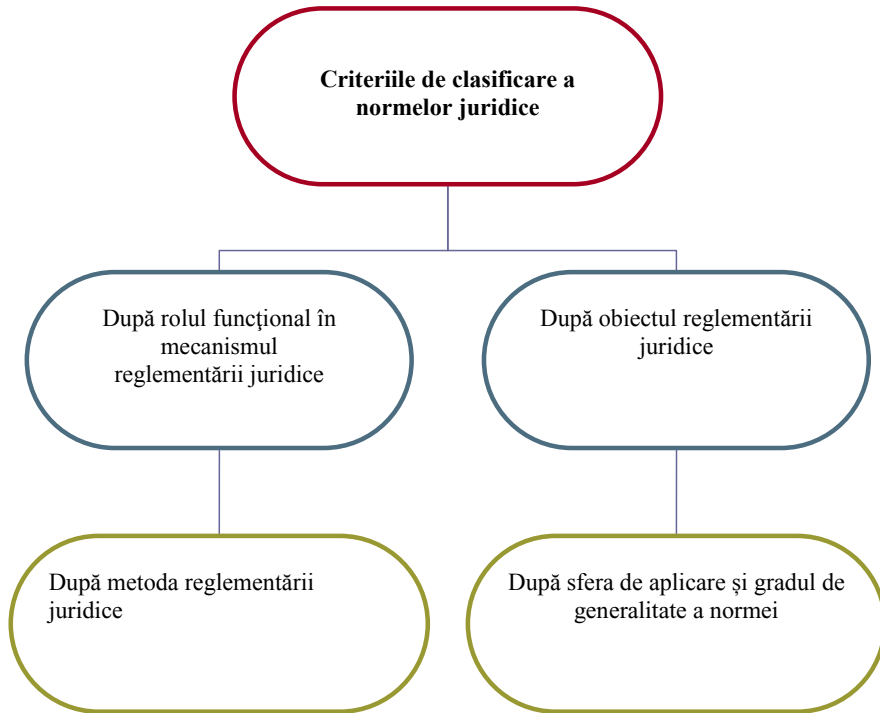 Criteriile de clasificare a
normelor juridice
După rolul funcţional în
mecanismul
reglementării juridice
După obiectul reglementării
juridice
După metoda reglementării
juridice
După sfera de aplicare și gradul de
generalitate a normei